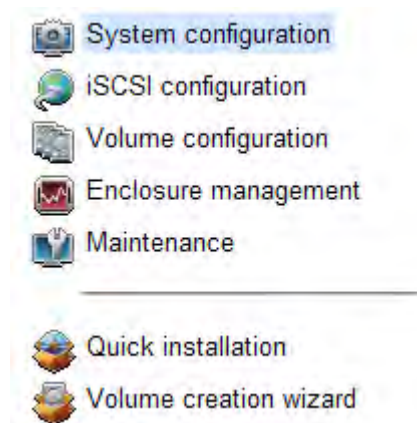 System configuration
iSCSI configuration
Volume configuration
Enclosure management
Maintenance
Quick installation
Volume creation wizard